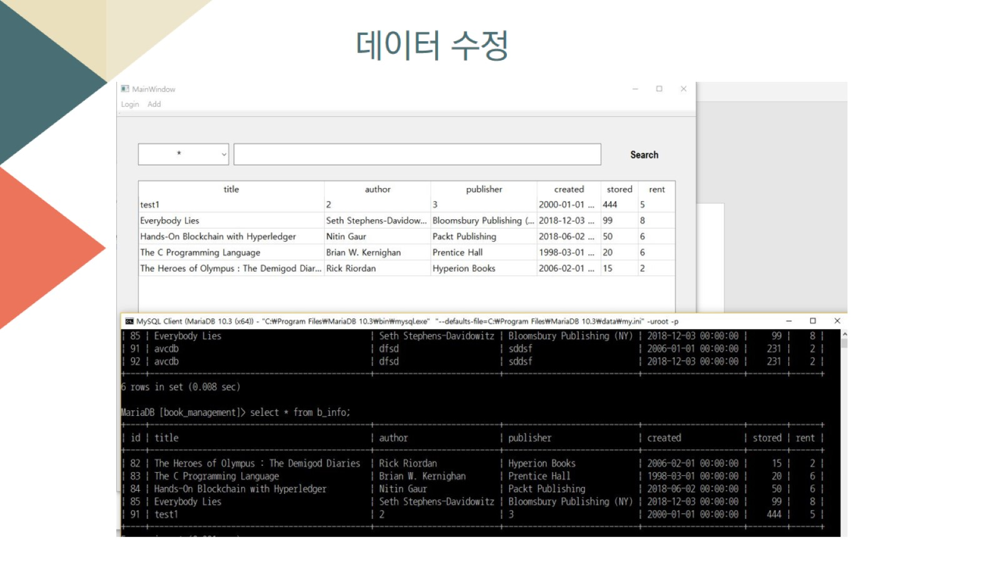 데이터 수정
MainWindow
Login Add
* Search
title author publisher created stored rent
test1 2 3 2000-01-01 ... 444 5
Everybody Lies Seth Stephens-Davidow... Bloomsbury Publishing (... 2018-12-03 ... 99 8
Hands-On Blockchain with Hyperledger Nitin Gaur Packt Publishing 2018-06-02 ... 50 6
The C Programming Language Brian W. Kernighan Prentice Hall 1998-03-01 ... 20 6
The Heroes of Olympus : The Demigod Diar... Rick Riordan Hyperion Books 2006-02-01 ... 15 2
MySQL Client (MariaDB 10.3 (x64)) - "C:₩Program Files₩MariaDB 10.3₩bin₩mysql.exe" "--defaults-file=C:₩Program Files₩MariaDB 10.3₩data₩my.ini" -uroot -p
| 85 | Everybody Lies | Seth Stephens-Davidowitz | Bloomsbury Publishing (NY) | 2018-12-03 00:00:00 | 99 | 8 |
| 91 | avcdb | dfsd | sddsf | 2006-01-01 00:00:00 | 231 | 2 |
| 92 | avcdb | dfsd | sddsf | 2018-12-03 00:00:00 | 231 | 2 |
6 rows in set (0.008 sec)
MariaDB [book_management]> select * from b_info;
| id | title | author | publisher | created | stored | rent |
| 82 | The Heroes of Olympus : The Demigod Diaries | Rick Riordan | Hyperion Books | 2006-02-01 00:00:00 | 15 | 2 |
| 83 | The C Programming Language | Brian W. Kernighan | Prentice Hall | 1998-03-01 00:00:00 | 20 | 6 |
| 84 | Hands-On Blockchain with Hyperledger | Nitin Gaur | Packt Publishing | 2018-06-02 00:00:00 | 50 | 6 |
| 85 | Everybody Lies | Seth Stephens-Davidowitz | Bloomsbury Publishing (NY) | 2018-12-03 00:00:00 | 99 | 8 |
| 91 | test1 | 2 | 3 | 2000-01-01 00:00:00 | 444 | 5 |